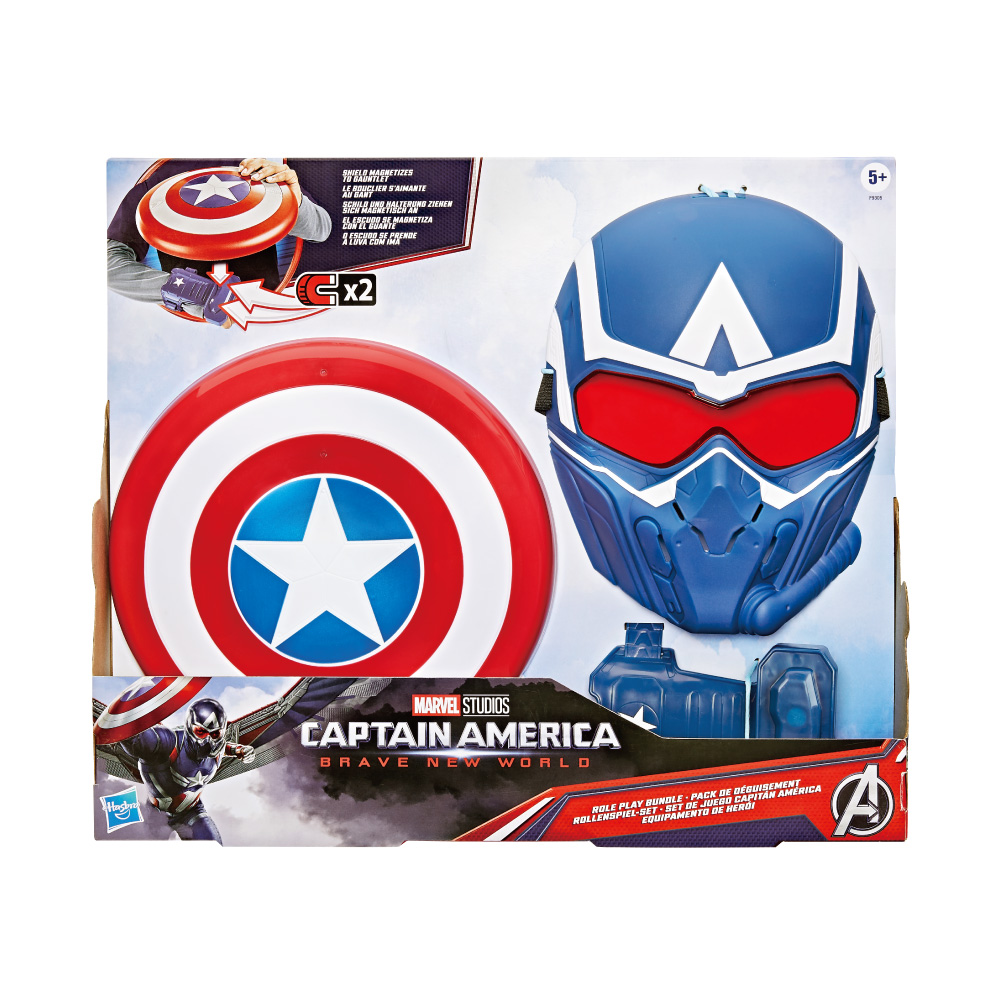 SHIELD MAGNETIZES
TO GAUNTLET
LE BOUCLIER S'AIMANTE
AU GANT
SCHILD UND HALTERUNG ZIEHEN
SICH MAGNETISCH AN
EL ESCUDO SE MAGNETIZA
CON EL GUANTE
O ESCUDO SE PRENDE
A LUVA COM IMÃ
x2
5+
MARVEL STUDIOS
CAPTAIN AMERICA
BRAVE NEW WORLD
Hasbro
ROLE PLAY BUNDLE • PACK DE DÉGUISEMENT
ROLLENSPIEL-SET • SET DE JUEGO CAPITÁN AMÉRICA
EQUIPAMENTO DE HERÓI